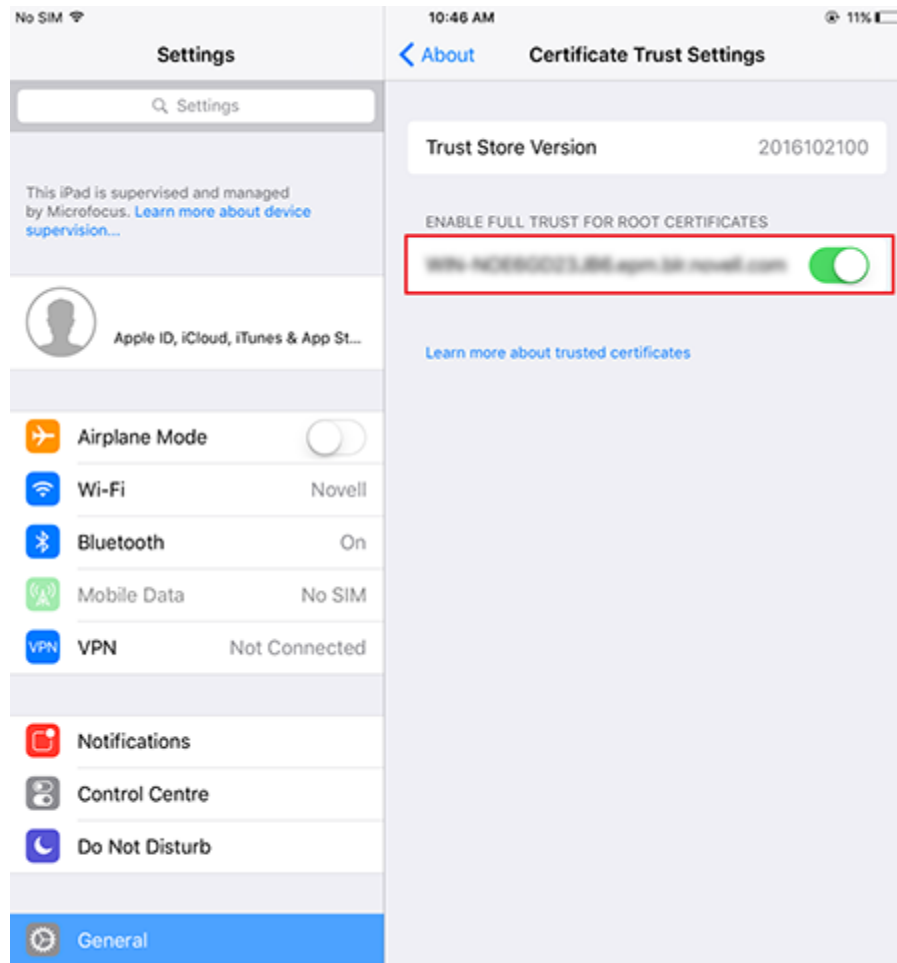 No SIM
10:46 AM
11%
Settings
Settings
This iPad is supervised and managed
by Microfocus. Learn more about device
supervision...
Apple ID, iCloud, iTunes & App St...
Airplane Mode
Wi-Fi Novell
Bluetooth On
Mobile Data No SIM
VPN VPN Not Connected
Notifications
Control Centre
Do Not Disturb
General
About Certificate Trust Settings
Trust Store Version 2016102100
ENABLE FULL TRUST FOR ROOT CERTIFICATES
Learn more about trusted certificates